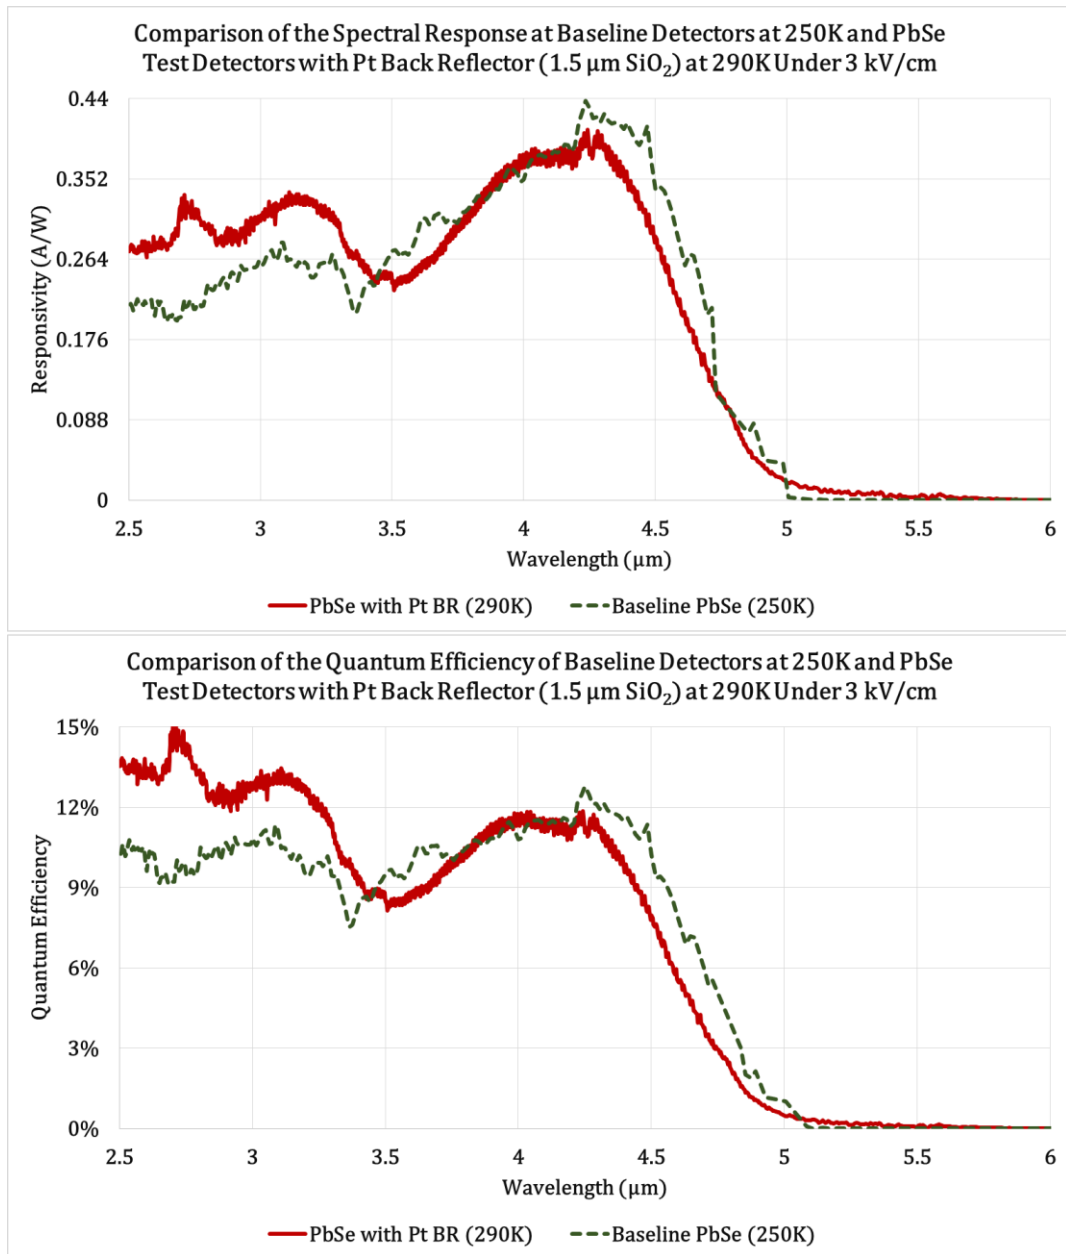 Comparison of the Spectral Response at Baseline Detectors at 250K and PbSe
Test Detectors with Pt Back Reflector (1.5 µm SiO₂) at 290K Under 3 kV/cm
0.44
0.352
0.264
0.176
0.088
0
Responsivity (A/W)
2.5 3 3.5 4 4.5 5 5.5 6
Wavelength (µm)
PbSe with Pt BR (290K) Baseline PbSe (250K)
Comparison of the Quantum Efficiency of Baseline Detectors at 250K and PbSe
Test Detectors with Pt Back Reflector (1.5 µm SiO₂) at 290K Under 3 kV/cm
15%
12%
9%
6%
3%
0%
Quantum Efficiency
2.5 3 3.5 4 4.5 5 5.5 6
Wavelength (µm)
PbSe with Pt BR (290K) Baseline PbSe (250K)